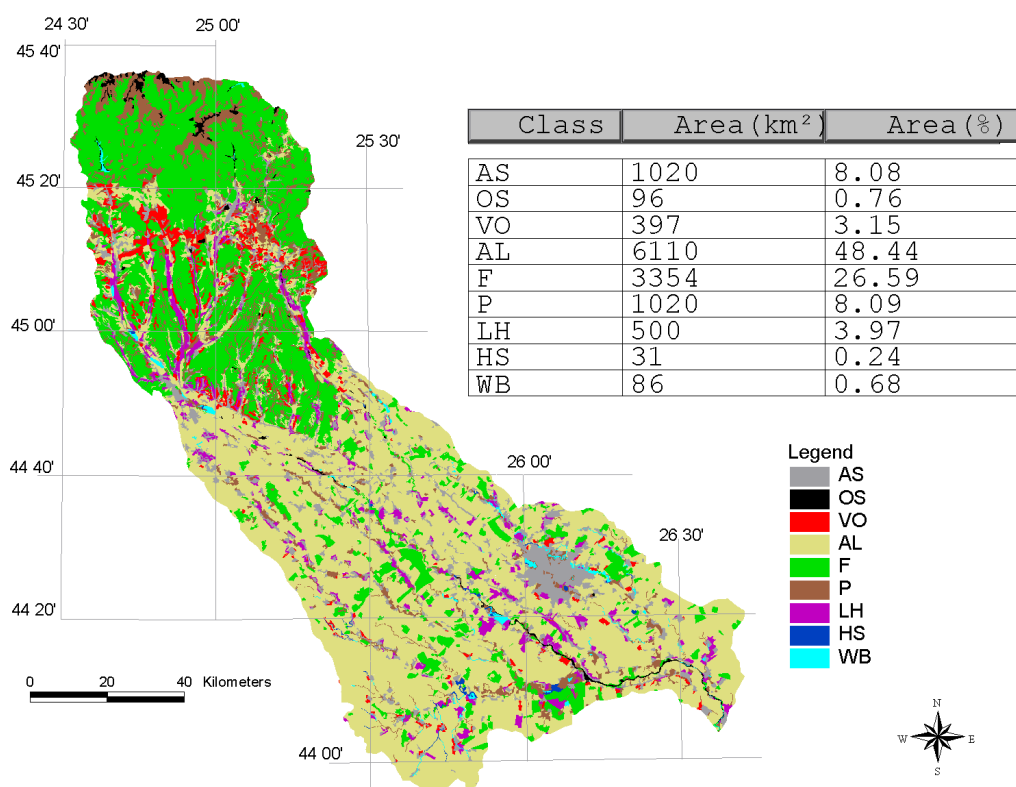 24 30'
25 00'
45 40'
25 30'
45 20'
45 00'
44 40'
26 00'
26 30'
44 20'
44 00'
Class Area(km²) Area(%)
AS 1020 8.08
OS 96 0.76
VO 397 3.15
AL 6110 48.44
F 3354 26.59
P 1020 8.09
LH 500 3.97
HS 31 0.24
WB 86 0.68
Legend
AS
OS
VO
AL
F
P
LH
HS
WB
0 20 40 Kilometers
N
W E
S